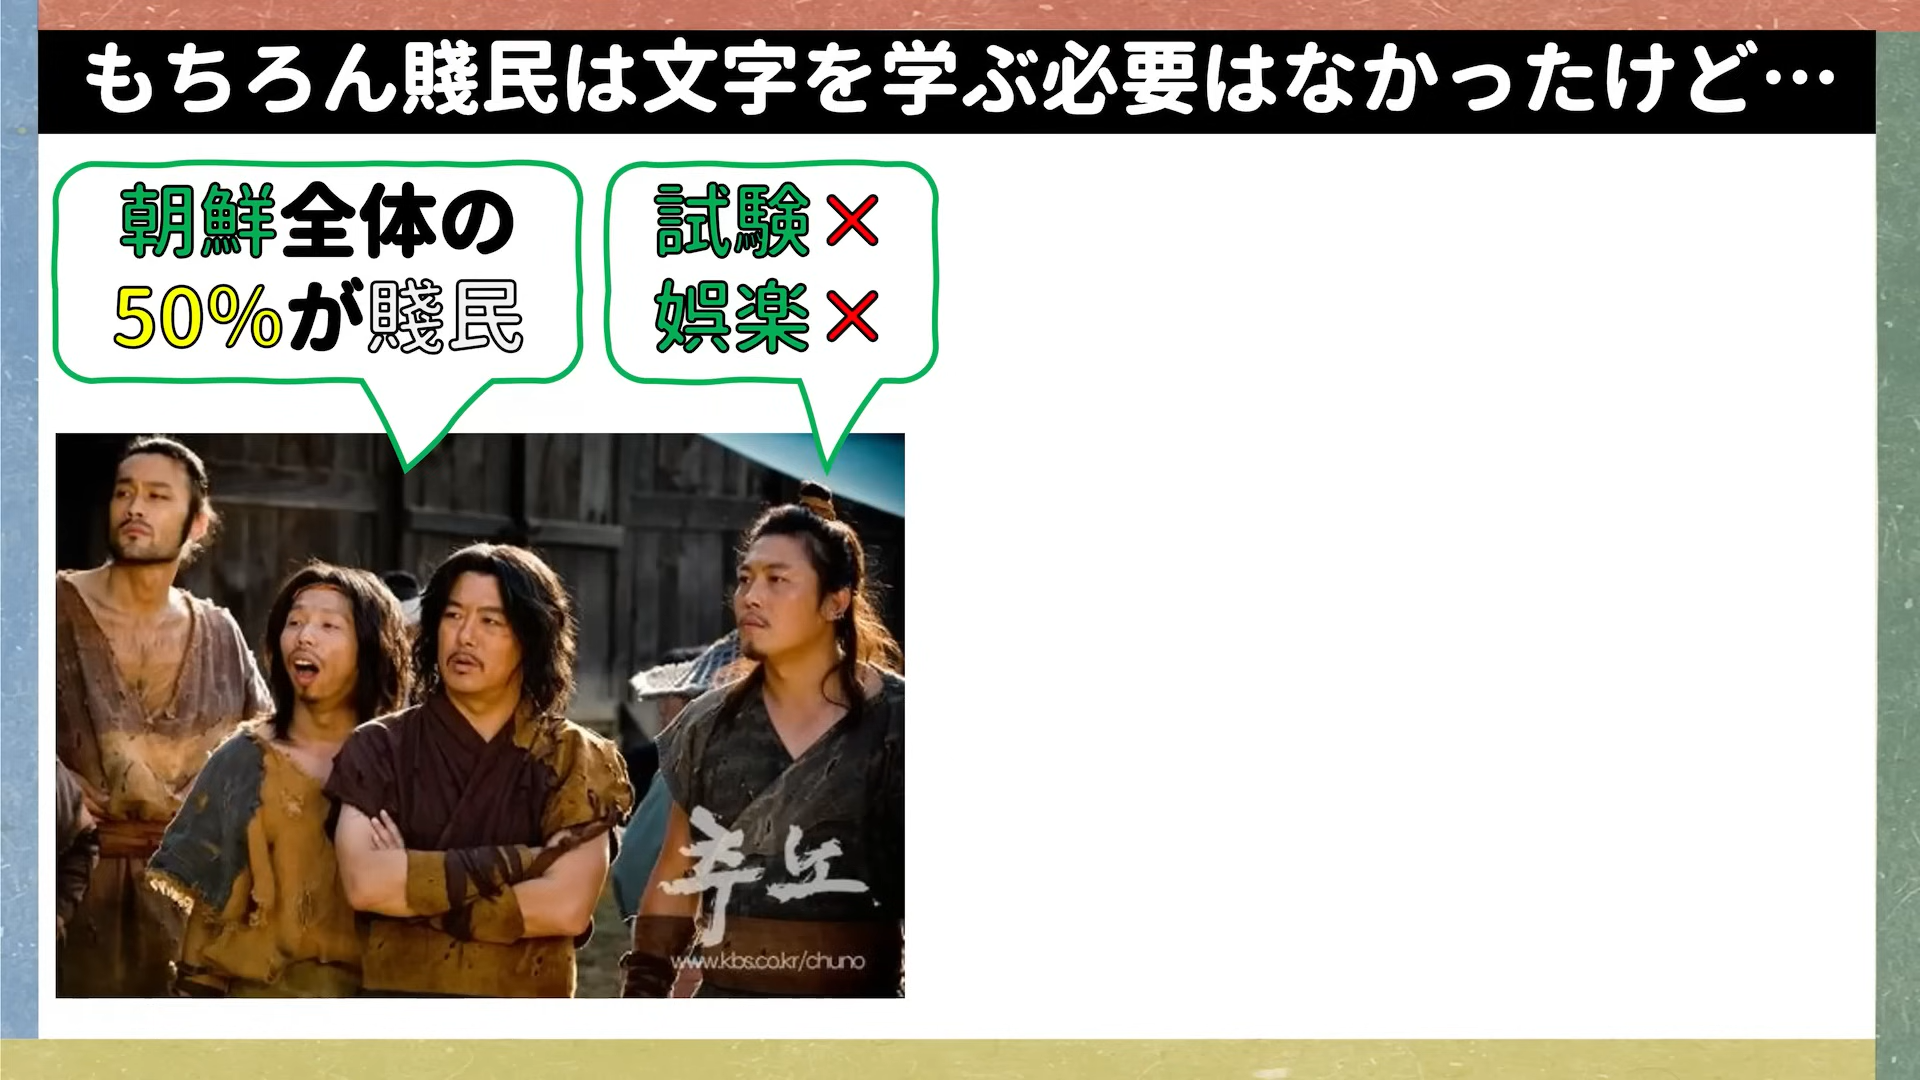 もちろん賤民は文字を学ぶ必要はなかったけど…
朝鮮全体の
50%が賤民
試験×
娯楽×
추노
www.kbs.co.kr/chuno